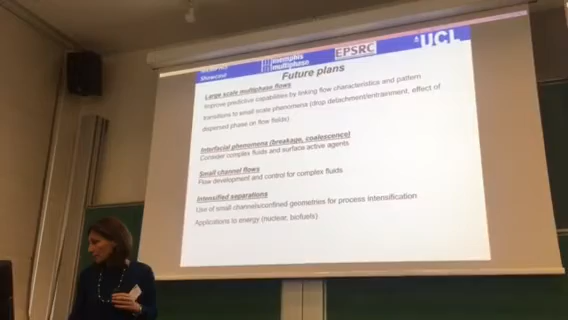 Showcase
memphis
multiphase
EPSRC
UCL
Future plans
Large scale multiphase flows
Improve predictive capabilities by linking flow characteristics and pattern
transitions to small scale phenomena (drop detachment/entrainment, effect of
dispersed phase on flow fields)
Interfacial phenomena (breakage, coalescence)
Consider complex fluids and surface active agents
Small channel flows
Flow development and control for complex fluids
Intensified separations
Use of small channels/confined geometries for process intensification
Applications to energy (nuclear, biofuels)